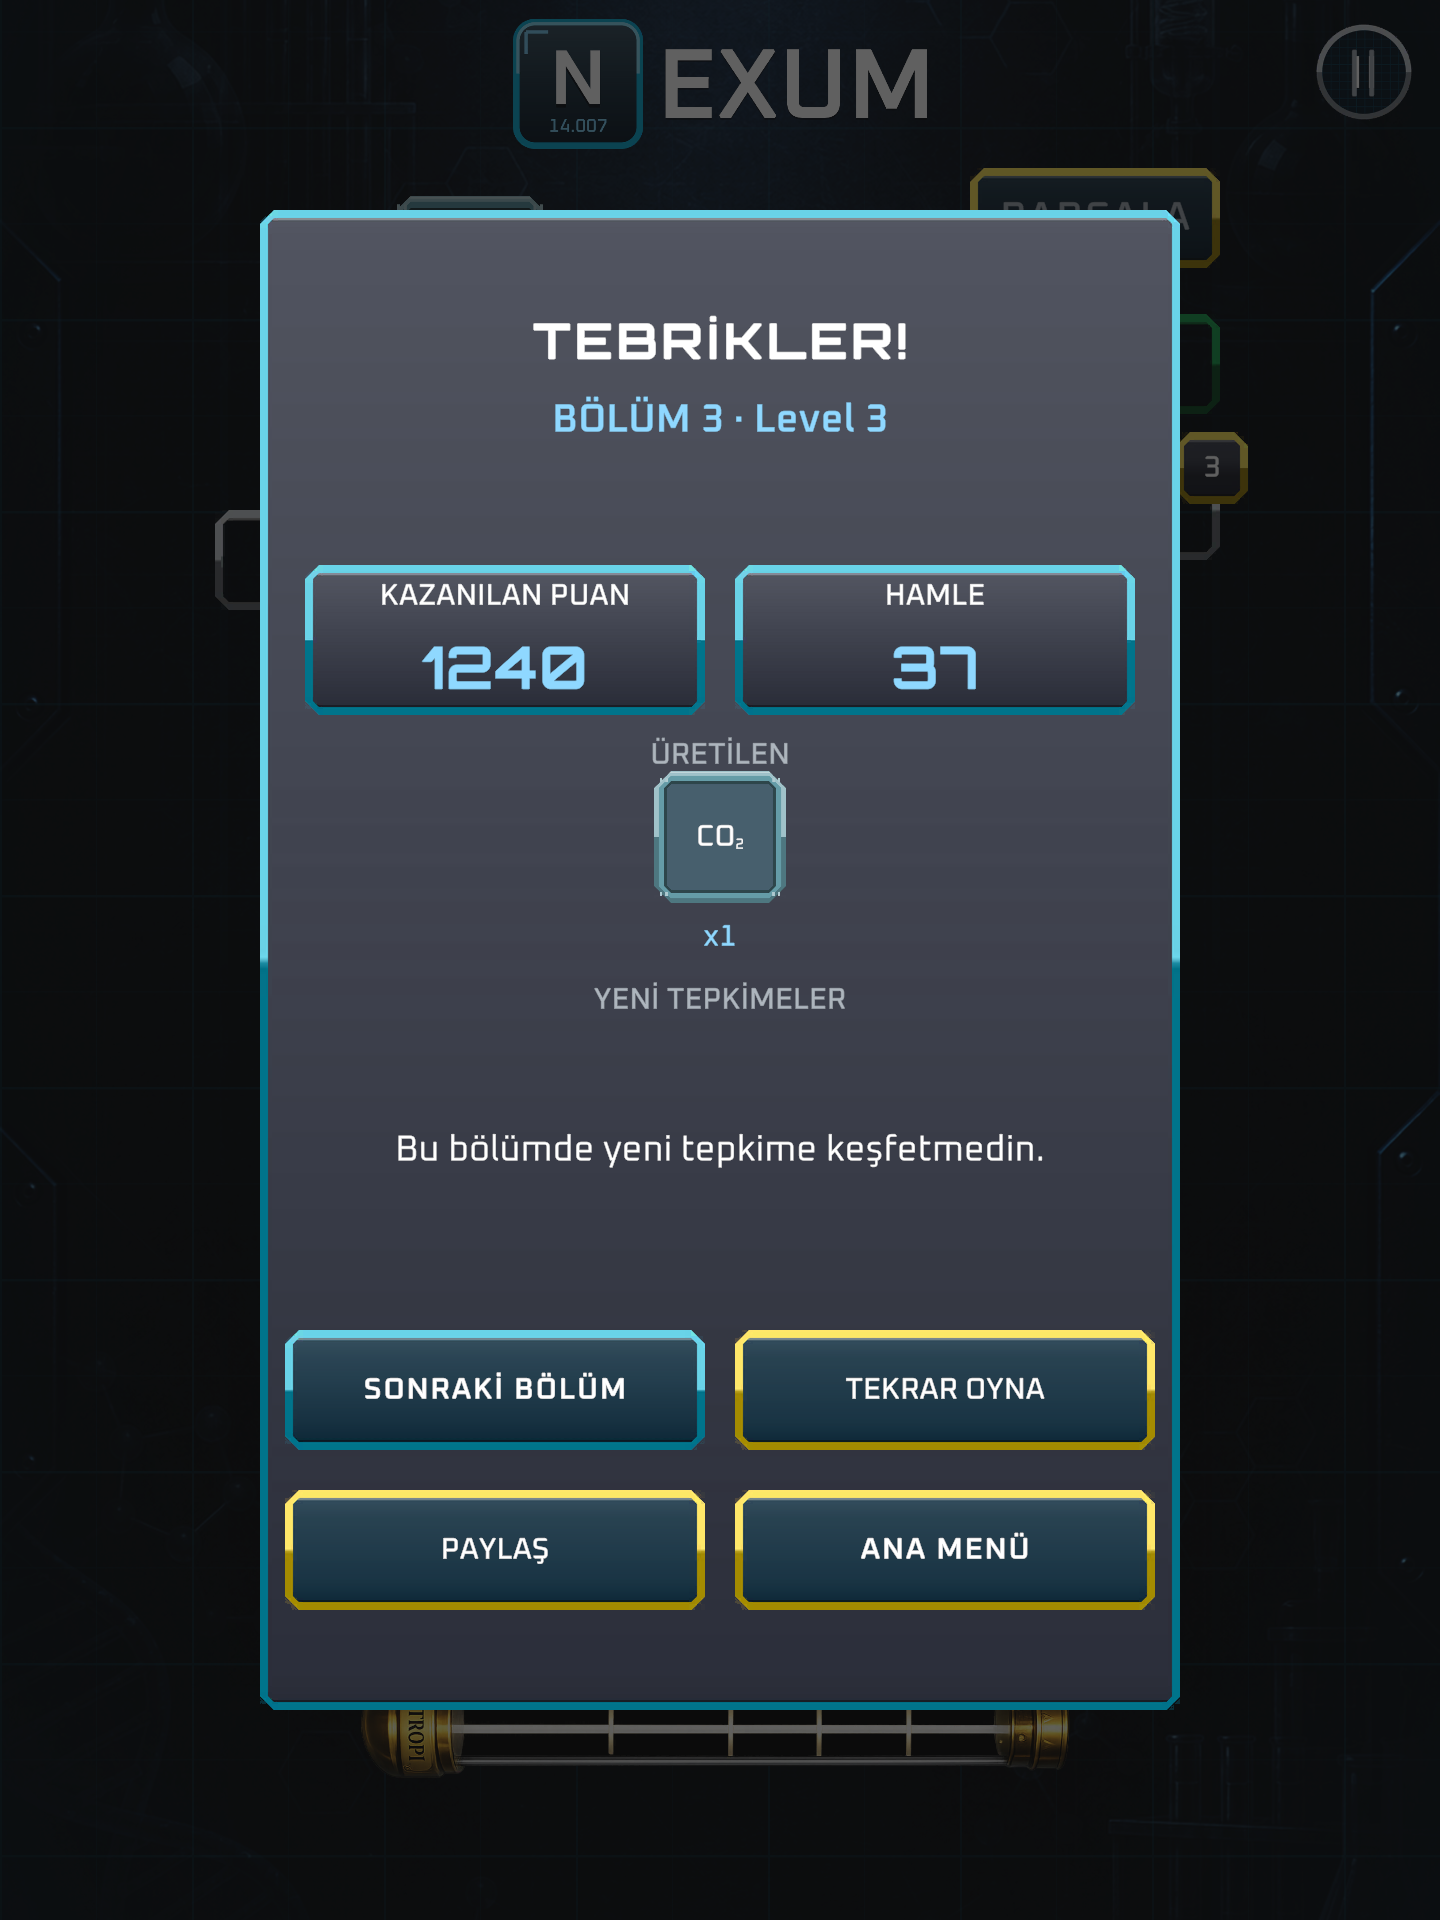 N EXUM
14.007
TEBRİKLER!
BÖLÜM 3 · Level 3
3
KAZANILAN PUAN
1240
HAMLE
37
ÜRETİLEN
CO₂
x1
YENİ TEPKİMELER
Bu bölümde yeni tepkime keşfetmedin.
SONRAKİ BÖLÜM
TEKRAR OYNA
PAYLAŞ
ANA MENÜ